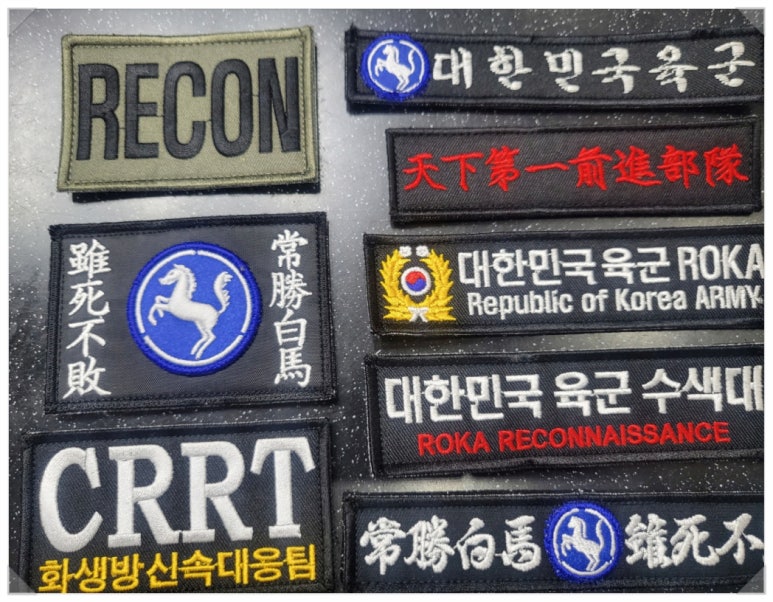 RECON
雖死不敗
常勝白馬
CRRT
화생방신속대응팀
대한민국육군
天下第一前進部隊
대한민국육군 ROKA
Republic of Korea ARMY
대한민국 육군 수색대
ROKA RECONNAISSANCE
常勝白馬 雖死不